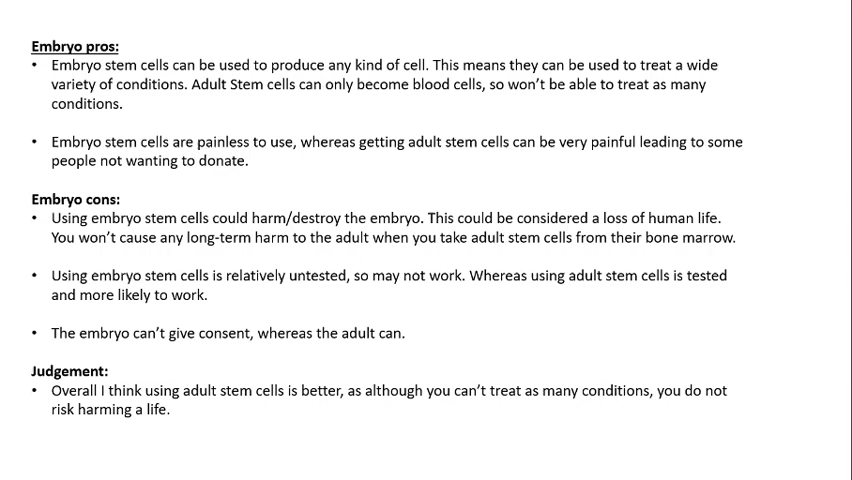 Embryo pros:
• Embryo stem cells can be used to produce any kind of cell. This means they can be used to treat a wide
variety of conditions. Adult Stem cells can only become blood cells, so won't be able to treat as many
conditions.
• Embryo stem cells are painless to use, whereas getting adult stem cells can be very painful leading to some
people not wanting to donate.
Embryo cons:
• Using embryo stem cells could harm/destroy the embryo. This could be considered a loss of human life.
You won't cause any long-term harm to the adult when you take adult stem cells from their bone marrow.
• Using embryo stem cells is relatively untested, so may not work. Whereas using adult stem cells is tested
and more likely to work.
• The embryo can't give consent, whereas the adult can.
Judgement:
• Overall I think using adult stem cells is better, as although you can't treat as many conditions, you do not
risk harming a life.